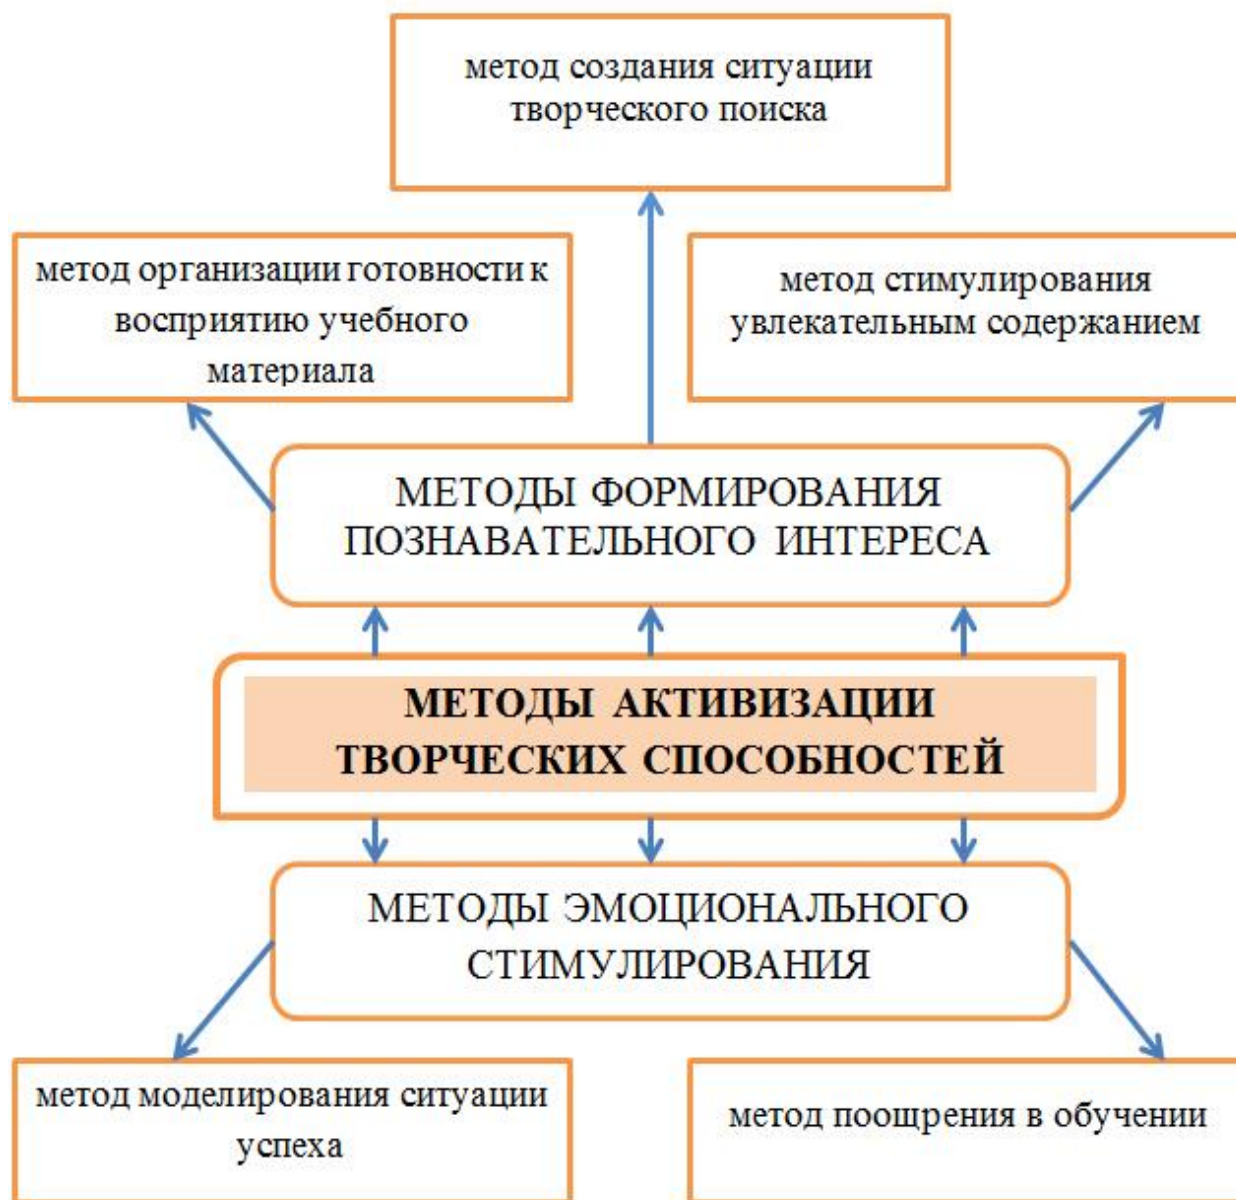 метод создания ситуации
творческого поиска
метод организации готовности к
восприятию учебного
материала
метод стимулирования
увлекательным содержанием
МЕТОДЫ ФОРМИРОВАНИЯ
ПОЗНАВАТЕЛЬНОГО ИНТЕРЕСА
МЕТОДЫ АКТИВИЗАЦИИ
ТВОРЧЕСКИХ СПОСОБНОСТЕЙ
МЕТОДЫ ЭМОЦИОНАЛЬНОГО
СТИМУЛИРОВАНИЯ
метод моделирования ситуации
успеха
метод поощрения в обучении